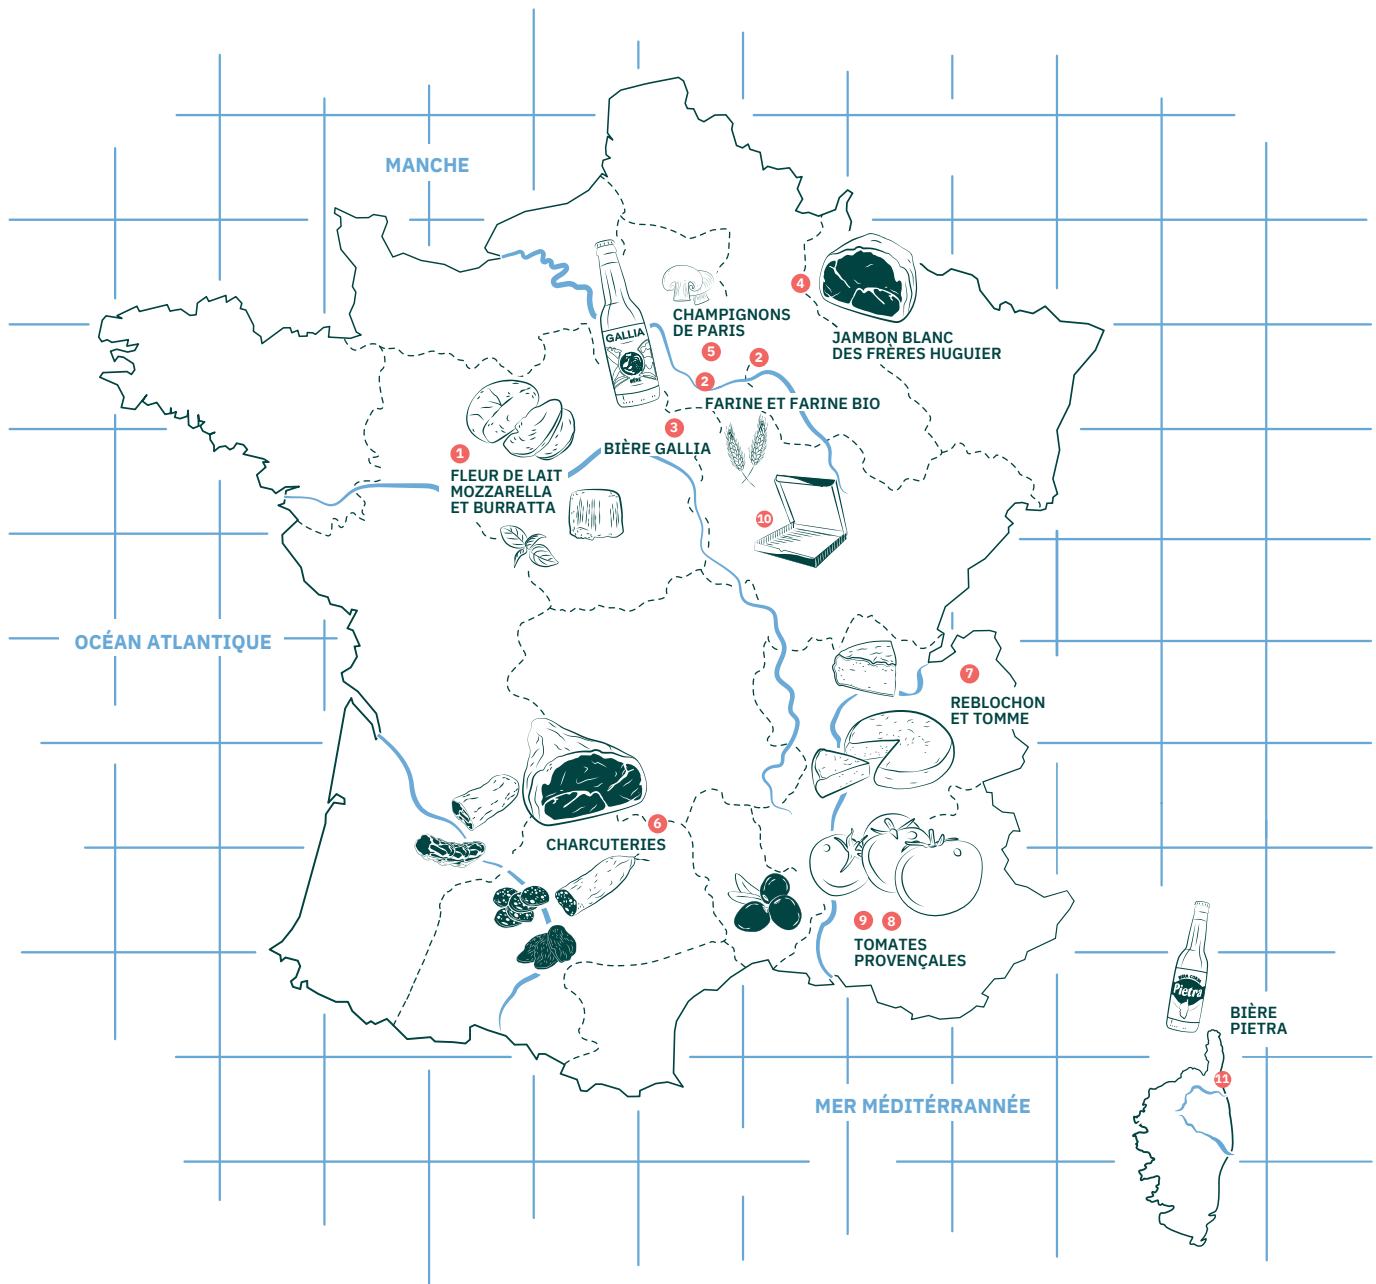 MANCHE
GALLIA
BIÈRE
CHAMPIGNONS
DE PARIS
5
4
JAMBON BLANC
DES FRÈRES HUGUIER
2
2
FARINE ET FARINE BIO
3
BIÈRE GALLIA
1
FLEUR DE LAIT
MOZZARELLA
ET BURRATTA
10
OCÉAN ATLANTIQUE
7
REBLOCHON
ET TOMME
6
CHARCUTERIES
9 8
TOMATES
PROVENÇALES
Pietra
BIÈRE
PIETRA
11
MER MÉDITÉRRANNÉE